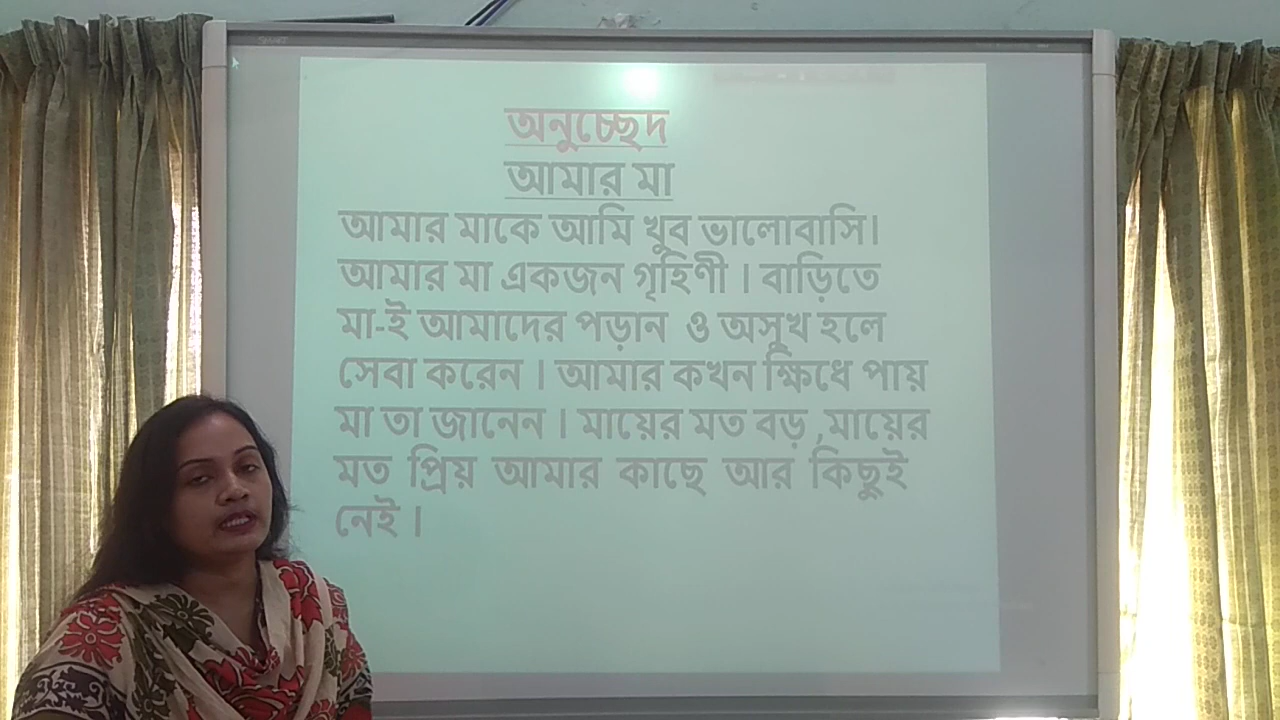 অনুচ্ছেদ
আমার মা
আমার মাকে আমি খুব ভালোবাসি।
আমার মা একজন গৃহিণী । বাড়িতে
মা-ই আমাদের পড়ান ও অসুখ হলে
সেবা করেন । আমার কখন ক্ষিধে পায়
মা তা জানেন । মায়ের মত বড় ,মায়ের
মত প্রিয় আমার কাছে আর কিছুই
নেই ।